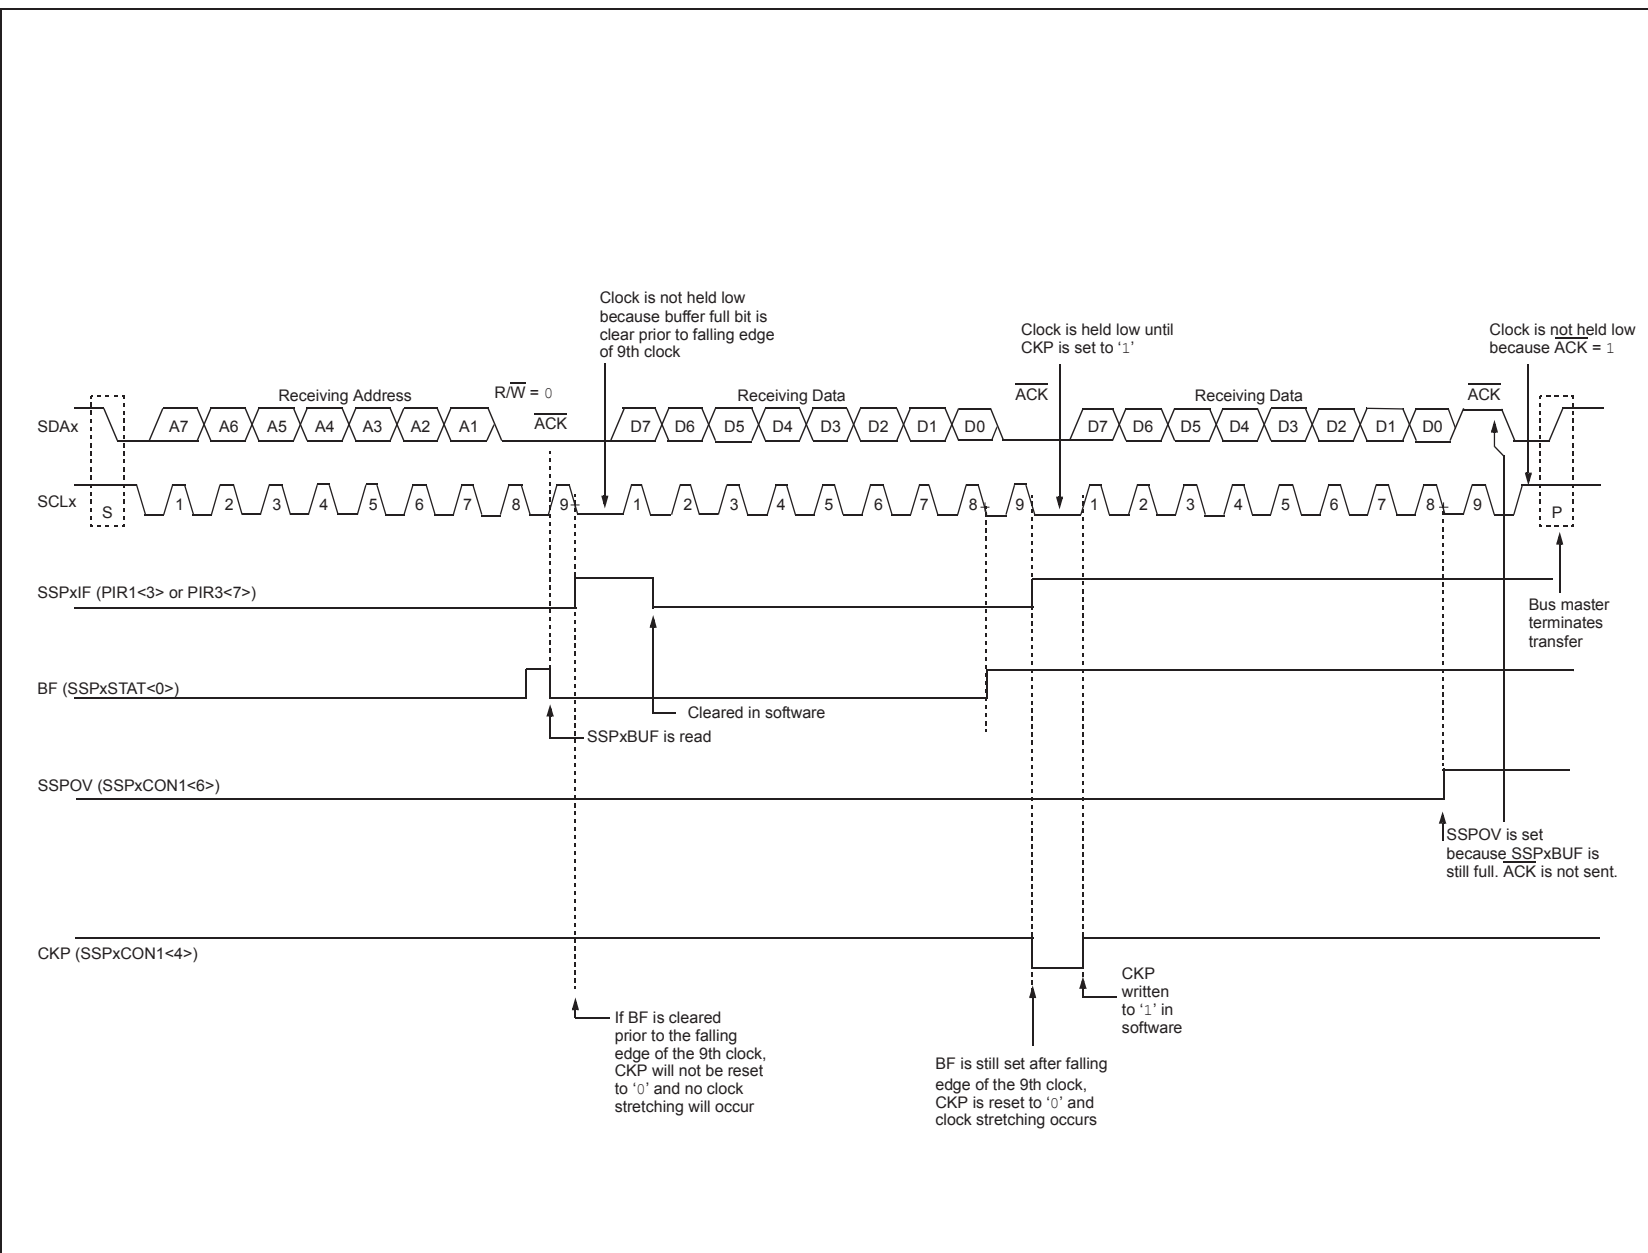 Clock is not held low
because buffer full bit is
clear prior to falling edge
of 9th clock
Clock is held low until
CKP is set to ‘1’
Clock is not held low
because ACK = 1
Receiving Address
R/W = 0
ACK
Receiving Data
ACK
Receiving Data
ACK
SDAx
A7 A6 A5 A4 A3 A2 A1
D7 D6 D5 D4 D3 D2 D1 D0
D7 D6 D5 D4 D3 D2 D1 D0
SCLx
S
1 2 3 4 5 6 7 8 9
1 2 3 4 5 6 7 8 9
1 2 3 4 5 6 7 8 9
P
SSPxIF (PIR1<3> or PIR3<7>)
Bus master
terminates
transfer
BF (SSPxSTAT<0>)
Cleared in software
SSPxBUF is read
SSPOV (SSPxCON1<6>)
SSPOV is set
because SSPxBUF is
still full. ACK is not sent.
CKP (SSPxCON1<4>)
CKP
written
to ‘1’ in
software
If BF is cleared
prior to the falling
edge of the 9th clock,
CKP will not be reset
to ‘0’ and no clock
stretching will occur
BF is still set after falling
edge of the 9th clock,
CKP is reset to ‘0’ and
clock stretching occurs